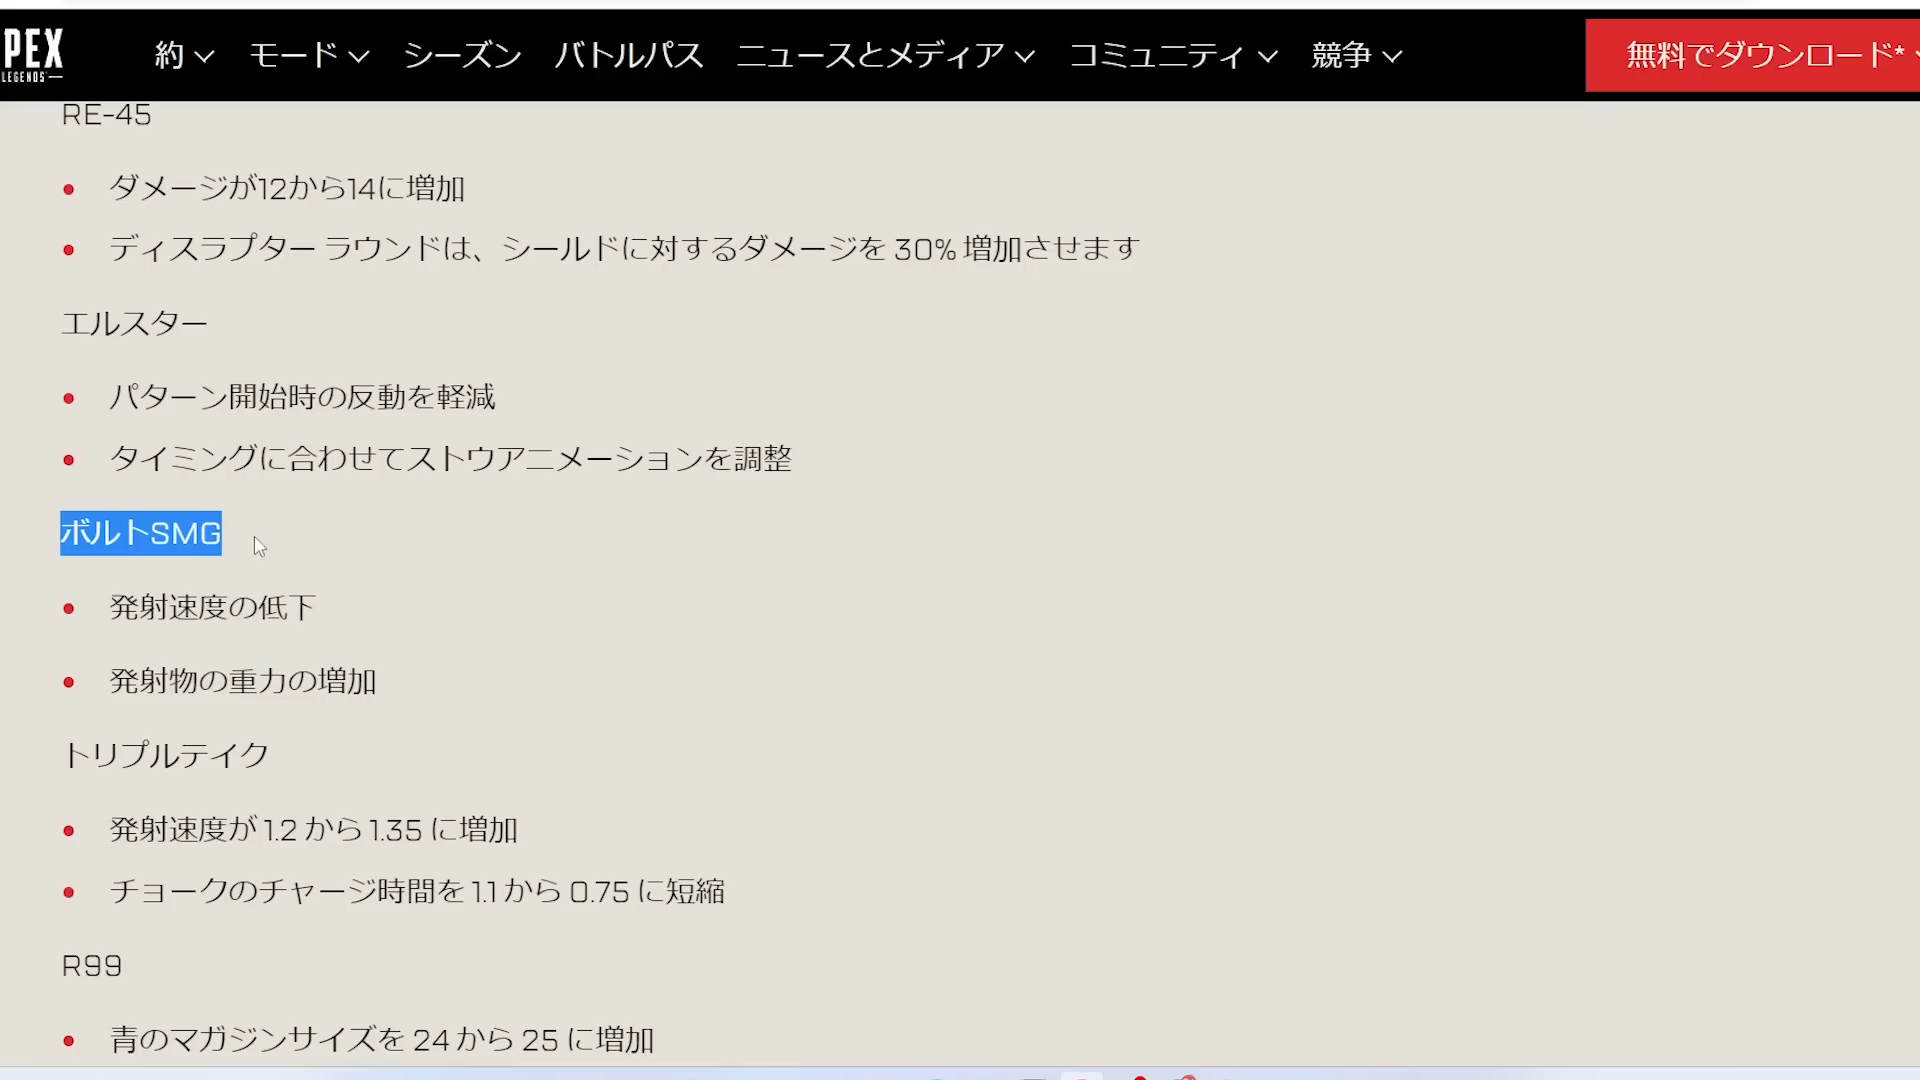 PEX
LEGENDS
約 モード シーズン バトルパス ニュースとメディア コミュニティ 競争 無料でダウンロード*
RE-45
ダメージが12から14に増加
ディスラプター ラウンドは、シールドに対するダメージを 30% 増加させます
エルスター
パターン開始時の反動を軽減
タイミングに合わせてストウアニメーションを調整
ボルトSMG
発射速度の低下
発射物の重力の増加
トリプルテイク
発射速度が 1.2 から 1.35 に増加
チョークのチャージ時間を 1.1 から 0.75 に短縮
R99
青のマガジンサイズを 24 から 25 に増加